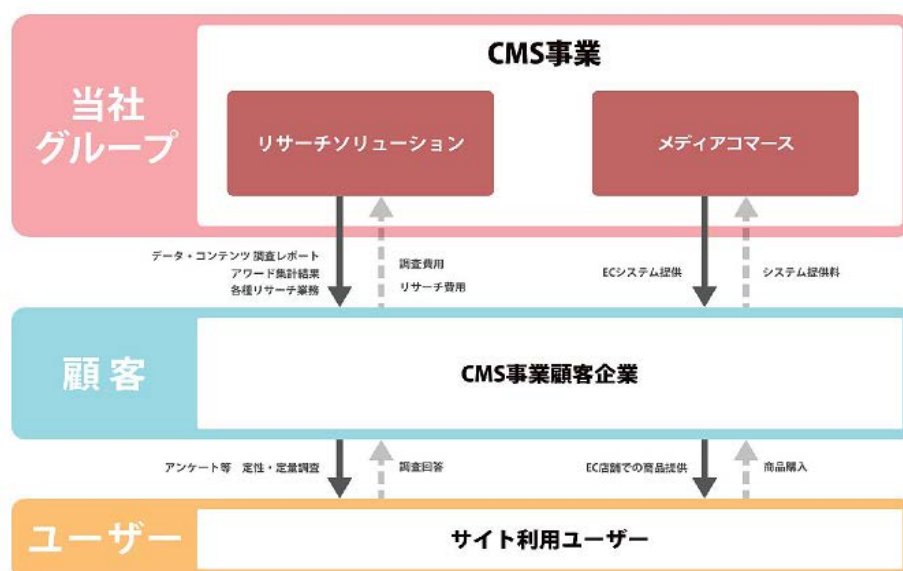 当社
グループ
CMS事業
リサーチソリューション
メディアコマース
データ・コンテンツ 調査レポート
アワード集計結果
各種リサーチ業務
調査費用
リサーチ費用
ECシステム提供
システム提供料
顧客
CMS事業顧客企業
アンケート等 定性・定量調査
調査回答
EC店舗での商品提供
商品購入
ユーザー
サイト利用ユーザー